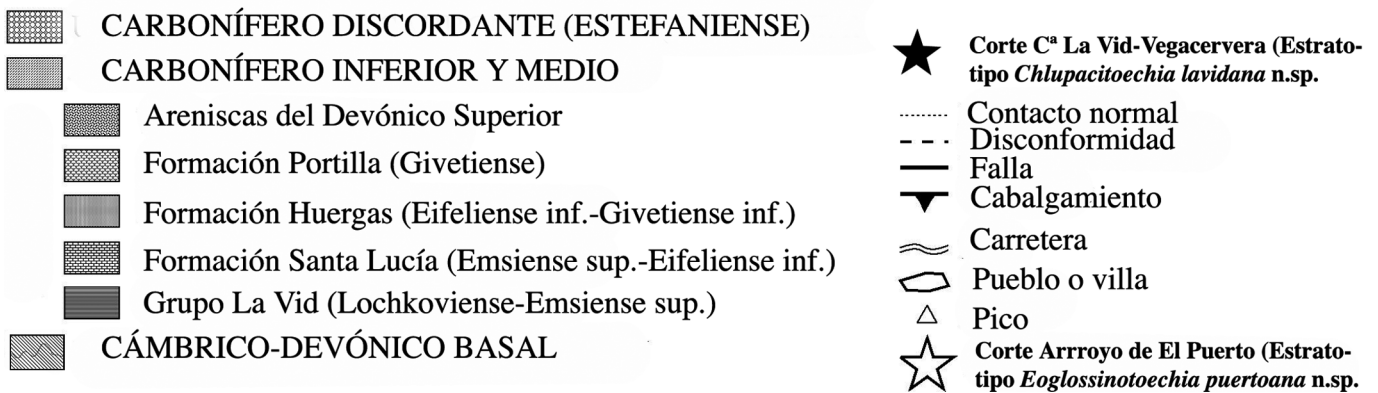 CARBONÍFERO DISCORDANTE (ESTEFANIENSE)
CARBONÍFERO INFERIOR Y MEDIO
Areniscas del Devónico Superior
Formación Portilla (Givetiense)
Formación Huergas (Eifeliense inf.-Givetiense inf.)
Formación Santa Lucía (Emsiense sup.-Eifeliense inf.)
Grupo La Vid (Lochkoviense-Emsiense sup.)
CÁMBRICO-DEVÓNICO BASAL
Corte Cª La Vid-Vegacervera (Estrato-
tipo Chlupacitoechia lavidana n.sp.
Contacto normal
Disconformidad
Falla
Cabalgamiento
Carretera
Pueblo o villa
Pico
Corte Arrroyo de El Puerto (Estrato-
tipo Eoglossinotoechia puertoana n.sp.